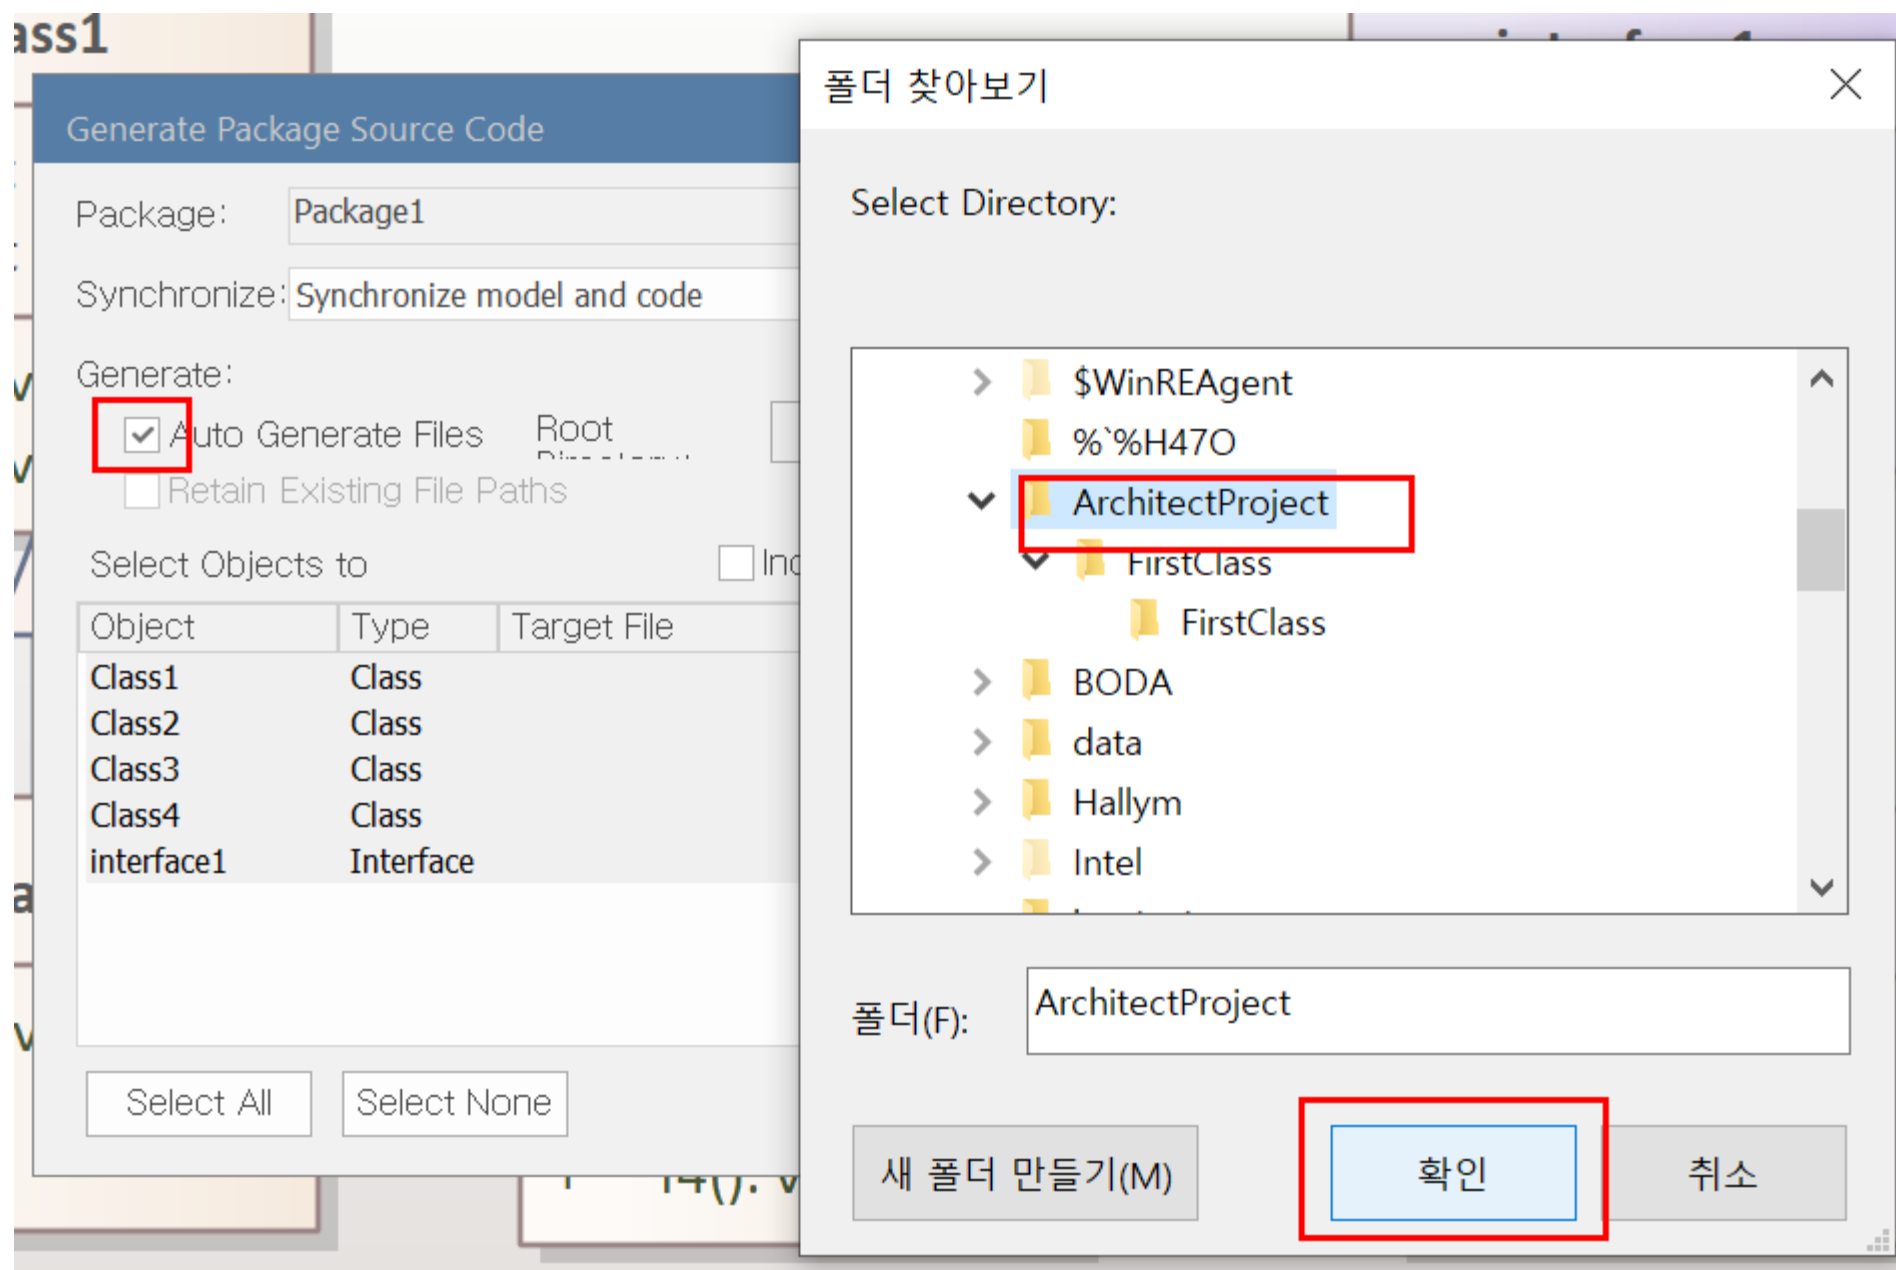 Generate Package Source Code
Package: Package1
Synchronize: Synchronize model and code
Generate:
Auto Generate Files Root
Retain Existing File Paths
Select Objects to
Object Type Target File
Class1 Class
Class2 Class
Class3 Class
Class4 Class
interface1 Interface
Select All Select None
폴더 찾아보기
Select Directory:
$WinREAgent
%`%H47O
ArchitectProject
FirstClass
FirstClass
BODA
data
Hallym
Intel
폴더(F): ArchitectProject
새 폴더 만들기(M) 확인 취소